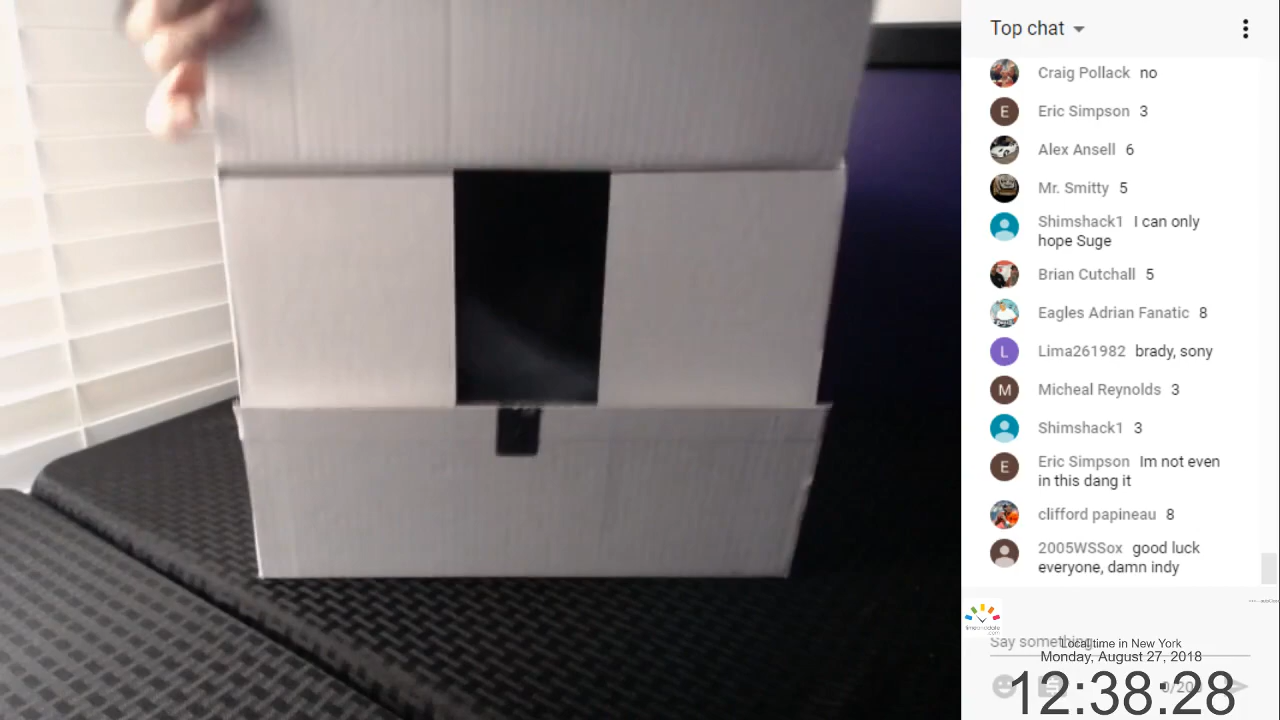 Top chat
Craig Pollack no
E Eric Simpson 3
Alex Ansell 6
Mr. Smitty 5
Shimshack1 I can only
hope Suge
Brian Cutchall 5
Eagles Adrian Fanatic 8
L Lima261982 brady, sony
M Micheal Reynolds 3
Shimshack1 3
E Eric Simpson Im not even
in this dang it
clifford papineau 8
2005WSSox good luck
everyone, damn indy
Say something...
Local time in New York
Monday, August 27, 2018
12:38:28